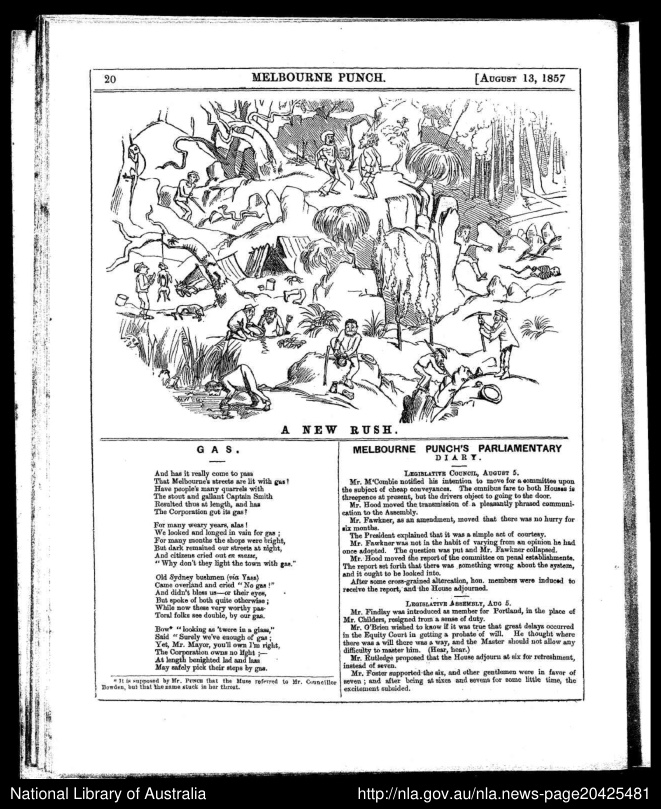 20
MELBOURNE PUNCH.
[AUGUST 13, 1857
A NEW RUSH.
GAS.
And has it really come to pass
That Melbourne's streets are lit with gas!
Have people's many quarrels with
The stout and gallant Captain Smith
Resulted thus at length, and has
The Corporation got its gas?
For many weary years, alas!
We looked and longed in vain for gas;
For many months the shops were bright,
But dark remained our streets at night,
And citizens cried out ex masse,
"Why don't they light the town with gas."
Old Sydney bushmen (via Yass)
Came overland and cried "No gas!"
And didn't bless us—or their eyes,
But spoke of both quite otherwise;
While now these very worthy pas-
Toral folks see double, by our gas.
Bow* "looking as 'twere in a glass,"
Said "Surely we've enough of gas;
Yet, Mr. Mayor, you'll own I'm right,
The Corporation owns no light;—
At length benighted lad and lass
May safely pick their steps by gas.
* It is supposed by Mr. PUNCH that the Muse referred to Mr. Councillor
Bowden, but that the name stuck in her throat.
MELBOURNE PUNCH'S PARLIAMENTARY
DIARY.
LEGISLATIVE COUNCIL, AUGUST 5.
Mr. M'Combie notified his intention to move for a committee upon
the subject of cheap conveyances. The omnibus fare to both Houses is
threepence at present, but the drivers object to going to the door.
Mr. Hood moved the transmission of a pleasantly phrased communi-
cation to the Assembly.
Mr. Fawkner, as an amendment, moved that there was no hurry for
six months.
The President explained that it was a simple act of courtesy.
Mr. Fawkner was not in the habit of varying from an opinion he had
once adopted. The question was put and Mr. Fawkner collapsed.
Mr. Hood moved the report of the committee on penal establishments.
The report set forth that there was something wrong about the system,
and it ought to be looked into.
After some cross-grained altercation, hon. members were induced to
receive the report, and the House adjourned.
LEGISLATIVE ASSEMBLY, AUG 5.
Mr. Findlay was introduced as member for Portland, in the place of
Mr. Childers, resigned from a sense of duty.
Mr. O'Brien wished to know if it was true that great delays occurred
in the Equity Court in getting a probate of will. He thought where
there was a will there was a way, and the Master should not allow any
difficulty to master him. (Hear, hear.)
Mr. Rutledge proposed that the House adjourn at six for refreshment,
instead of seven.
Mr. Foster supported the six, and other gentlemen were in favor of
seven; and after being at sixes and sevens for some little time, the
excitement subsided.
National Library of Australia
http://nla.gov.au/nla.news-page20425481